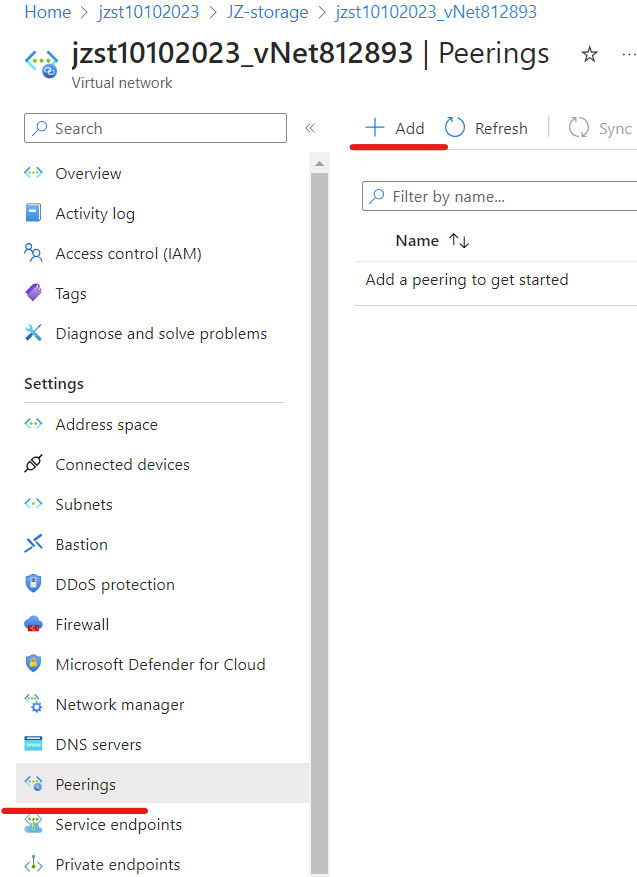 Home > jzst10102023 > JZ-storage > jzst10102023_vNet812893
jzst10102023_vNet812893 | Peerings
Virtual network
Search
Add
Refresh
Sync
Overview
Activity log
Access control (IAM)
Tags
Diagnose and solve problems
Settings
Address space
Connected devices
Subnets
Bastion
DDoS protection
Firewall
Microsoft Defender for Cloud
Network manager
DNS servers
Peerings
Service endpoints
Private endpoints
Filter by name...
Name
Add a peering to get started